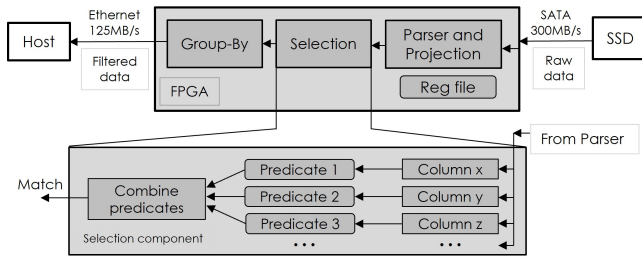 Ethernet
125MB/s
SATA
300MB/s
Host
Group-By
Selection
Parser and
Projection
SSD
Filtered
data
FPGA
Reg file
Raw
data
From Parser
Match
Combine
predicates
Predicate 1
Column x
Predicate 2
Column y
Predicate 3
Column z
Selection component
• • •
• • •